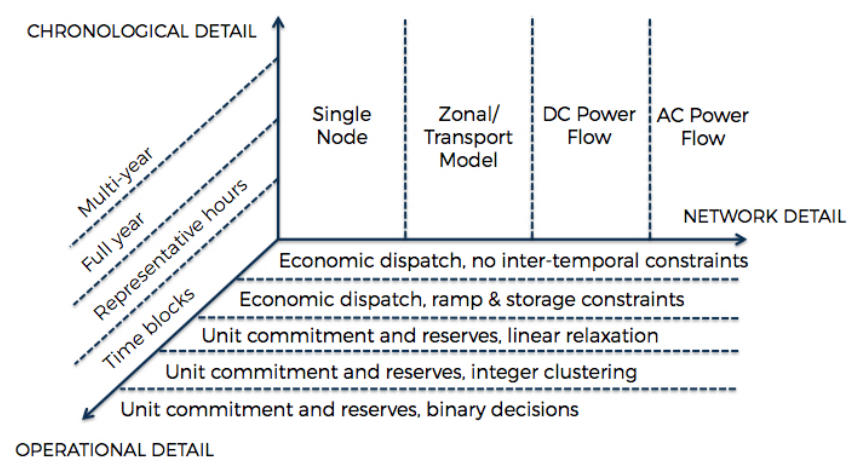 CHRONOLOGICAL DETAIL
Single
Node
Zonal/
Transport
Model
DC Power
Flow
AC Power
Flow
Multi-year
Full year
Representative hours
Time blocks
NETWORK DETAIL
Economic dispatch, no inter-temporal constraints
Economic dispatch, ramp & storage constraints
Unit commitment and reserves, linear relaxation
Unit commitment and reserves, integer clustering
Unit commitment and reserves, binary decisions
OPERATIONAL DETAIL